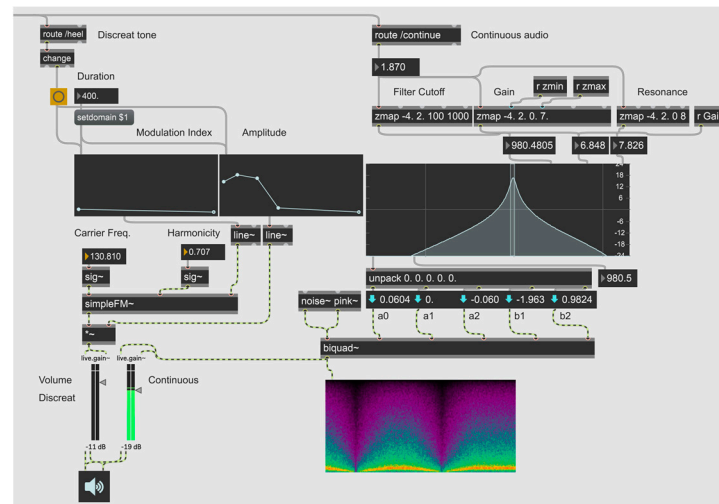 route /heel
Discreat tone
route /continue
Continuous audio
change
1.870
Duration
400.
Filter Cutoff
Gain
r zmin
r zmax
Resonance
setdomain $1
zmap -4. 2. 100 1000
zmap -4. 2. 0. 7.
zmap -4. 2. 0 8
r Gai
Modulation Index
Amplitude
980.4805
6.848
7.826
24
18
12
6
-6
-12
-18
-24
Carrier Freq.
Harmonicity
line~
line~
130.810
0.707
sig~
sig~
unpack 0. 0. 0. 0. 0.
980.5
simpleFM~
noise~
pink~
0.0604
0.
-0.060
-1.963
0.9824
a0
a1
a2
b1
b2
*~
biquad~
live.gain~
live.gain~
Volume
Continuous
Discreat
-11 dB
-19 dB